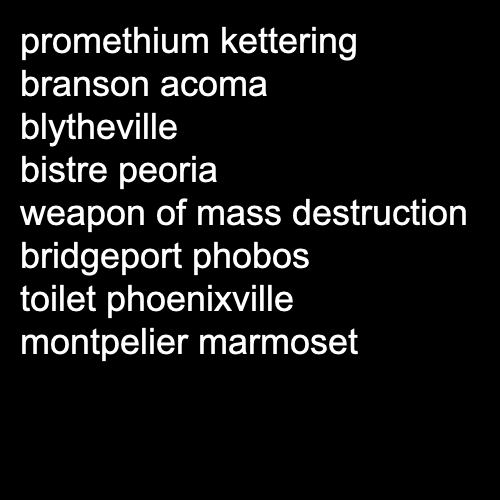 promethium kettering
branson acoma
blytheville
bistre peoria
weapon of mass destruction
bridgeport phobos
toilet phoenixville
montpelier marmoset